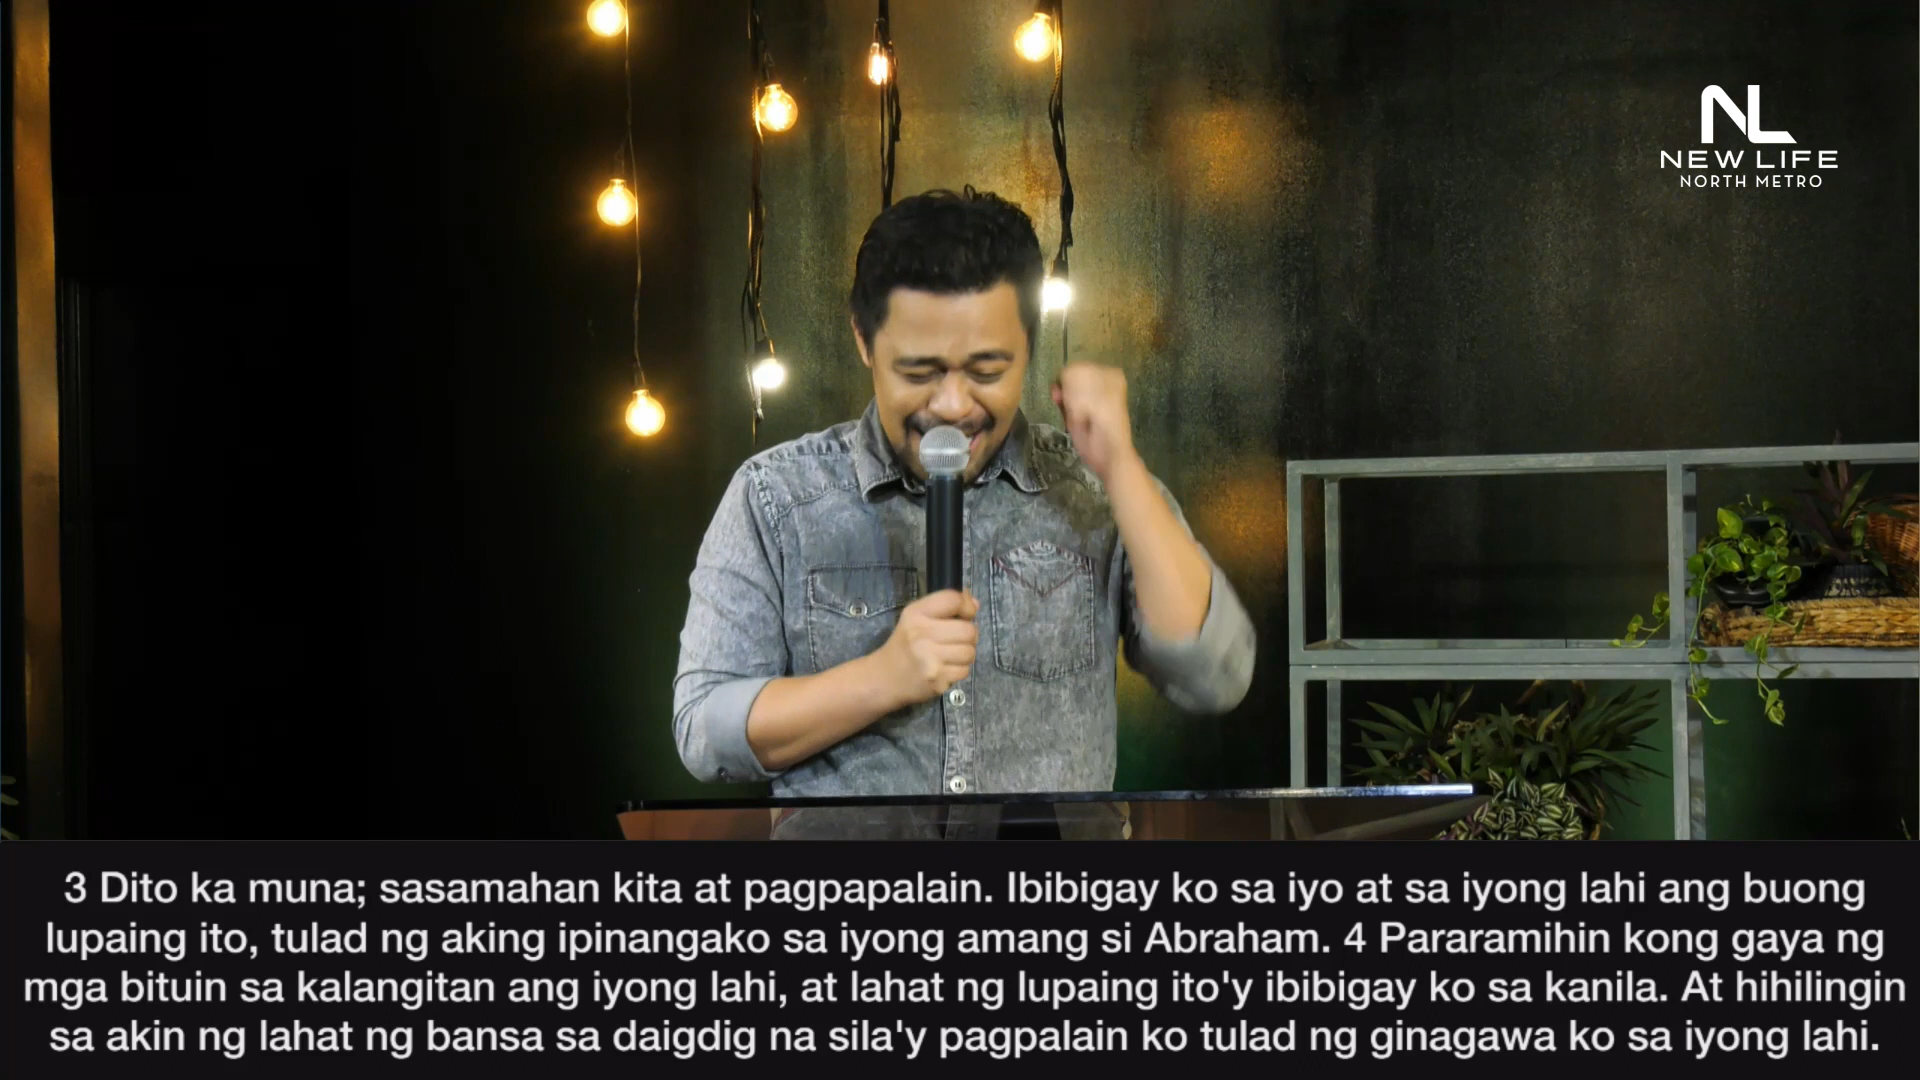 NL
NEW LIFE
NORTH METRO
3 Dito ka muna; sasamahan kita at pagpapalain. Ibibigay ko sa iyo at sa iyong lahi ang buong
lupaing ito, tulad ng aking ipinangako sa iyong amang si Abraham. 4 Pararamihin kong gaya ng
mga bituin sa kalangitan ang iyong lahi, at lahat ng lupaing ito'y ibibigay ko sa kanila. At hihilingin
sa akin ng lahat ng bansa sa daigdig na sila'y pagpalain ko tulad ng ginagawa ko sa iyong lahi.